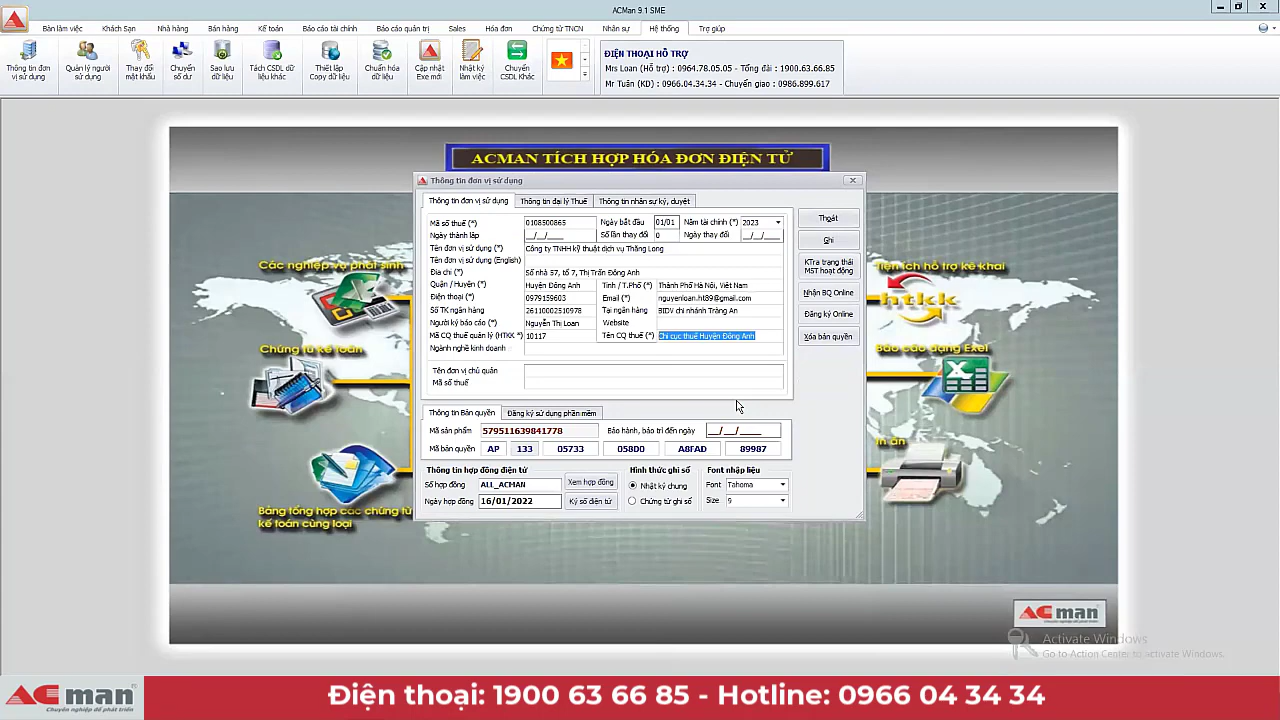 ACMan 9.1 SME
Bàn làm việc Khách Sạn Nhà hàng Bán hàng Kế toán Báo cáo tài chính Báo cáo quản trị Sales Hóa đơn Chứng từ TNCN Nhân sự Hệ thống Trợ giúp
Thông tin đơn vị sử dụng
Quản lý người sử dụng
Thay đổi mật khẩu
Chuyển số dư
Sao lưu dữ liệu
Tách CSDL dữ liệu khác
Thiết lập Copy dữ liệu
Chuẩn hóa dữ liệu
Cập nhật Exe mới
Nhật ký làm việc
Chuyển CSDL Khác
ĐIỆN THOẠI HỖ TRỢ
Mrs Loan (Hỗ trợ) : 0964.78.05.05 - Tổng đài : 1900.63.66.85
Mr Tuân (KD) : 0966.04.34.34 - Chuyển giao : 0986.899.617
ACMAN TÍCH HỢP HÓA ĐƠN ĐIỆN TỬ
Thông tin đơn vị sử dụng
Thông tin đơn vị sử dụng Thông tin đại lý Thuế Thông tin nhân sự ký, duyệt
Mã số thuế (*) 0108500865 Ngày bắt đầu 01/01 Năm tài chính (*) 2023
Ngày thành lập __/__/____ Số lần thay đổi 0 Ngày thay đổi __/__/____
Tên đơn vị sử dụng (*) Công ty TNHH kỹ thuật dịch vụ Thăng Long
Tên đơn vị sử dụng (English)
Địa chỉ (*) Số nhà 57, tổ 7, Thị Trấn Đông Anh
Quận / Huyện (*) Huyện Đông Anh Tỉnh / T.Phố (*) Thành Phố Hà Nội, Việt Nam
Điện thoại (*) 0979159603 Email (*) nguyenloan.ht89@gmail.com
Số TK ngân hàng 26110002310978 Tại ngân hàng BIDV chi nhánh Tràng An
Người ký báo cáo (*) Nguyễn Thị Loan Website
Mã CQ thuế quản lý (HTKK *) 10117 Tên CQ thuế (*) Chi cục thuế Huyện Đông Anh
Ngành nghề kinh doanh
Tên đơn vị chủ quản
Mã số thuế
Thoát
Ghi
KTra trạng thái MST hoạt động
Nhận BQ Online
Đăng ký Online
Xóa bản quyền
Thông tin Bản quyền Đăng ký sử dụng phần mềm
Mã sản phẩm 579511639841778 Bảo hành, bảo trì đến ngày __/__/____
Mã bản quyền AP 133 05733 058D0 A8FAD 89987
Thông tin hợp đồng điện tử Hình thức ghi sổ Font nhập liệu
Số hợp đồng ALL_ACMAN Xem hợp đồng Nhật ký chung Font Tahoma
Ngày hợp đồng 16/01/2022 Ký số điện tử Chứng từ ghi sổ Size 9
Các nghiệp vụ phát sinh
Chứng từ kế toán
Bảng tổng hợp các chứng từ
kế toán cùng loại
Tiện ích hỗ trợ kê khai
htkk
Báo cáo dạng Excel
In ấn
ACman
Chuyên nghiệp để phát triển
Activate Windows
Go to Action Center to activate Windows.
ACman
Chuyên nghiệp để phát triển
Điện thoại: 1900 63 66 85 - Hotline: 0966 04 34 34